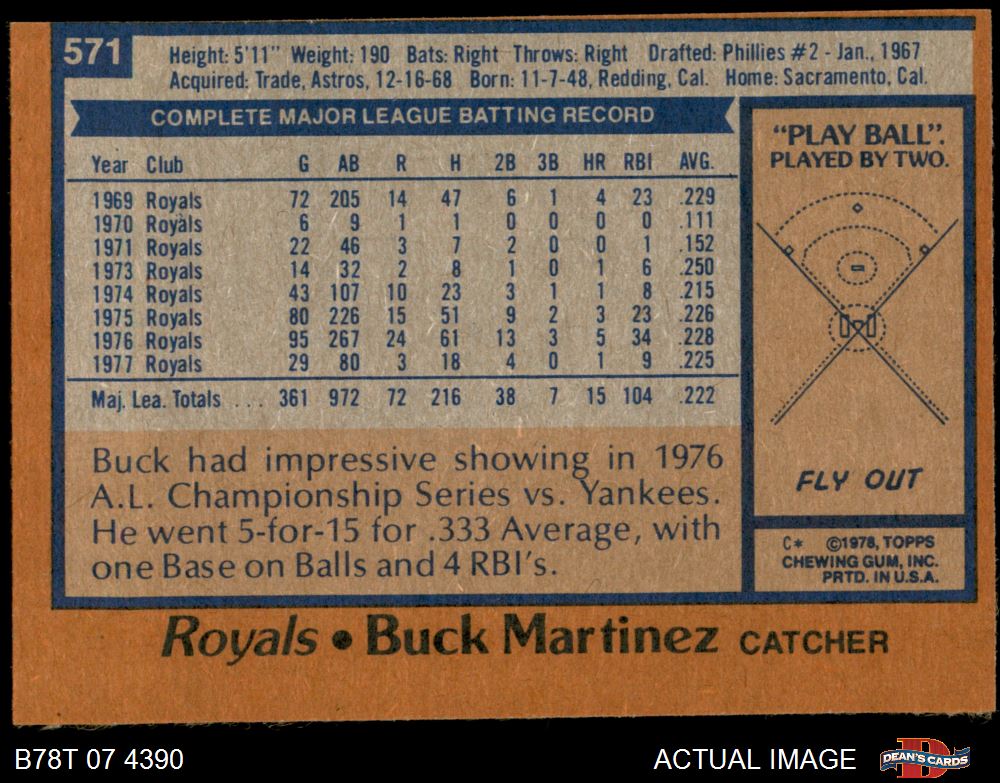 571
Height: 5'11" Weight: 190 Bats: Right Throws: Right Drafted: Phillies #2 - Jan., 1967
Acquired: Trade, Astros, 12-16-68 Born: 11-7-48, Redding, Cal. Home: Sacramento, Cal.
COMPLETE MAJOR LEAGUE BATTING RECORD
Year Club G AB R H 2B 3B HR RBI AVG.
1969 Royals 72 205 14 47 6 1 4 23 .229
1970 Royals 6 9 1 1 0 0 0 0 .111
1971 Royals 22 46 3 7 2 0 0 1 .152
1973 Royals 14 32 2 8 1 0 1 6 .250
1974 Royals 43 107 10 23 3 1 1 8 .215
1975 Royals 80 226 15 51 9 2 3 23 .226
1976 Royals 95 267 24 61 13 3 5 34 .228
1977 Royals 29 80 3 18 4 0 1 9 .225
Maj. Lea. Totals ... 361 972 72 216 38 7 15 104 .222
Buck had impressive showing in 1976
A.L. Championship Series vs. Yankees.
He went 5-for-15 for .333 Average, with
one Base on Balls and 4 RBI's.
"PLAY BALL".
PLAYED BY TWO.
FLY OUT
C* ©1978, TOPPS
CHEWING GUM, INC.
PRTD. IN U.S.A.
Royals • Buck Martinez CATCHER
B78T 07 4390
ACTUAL IMAGE
DEAN'S CARDS